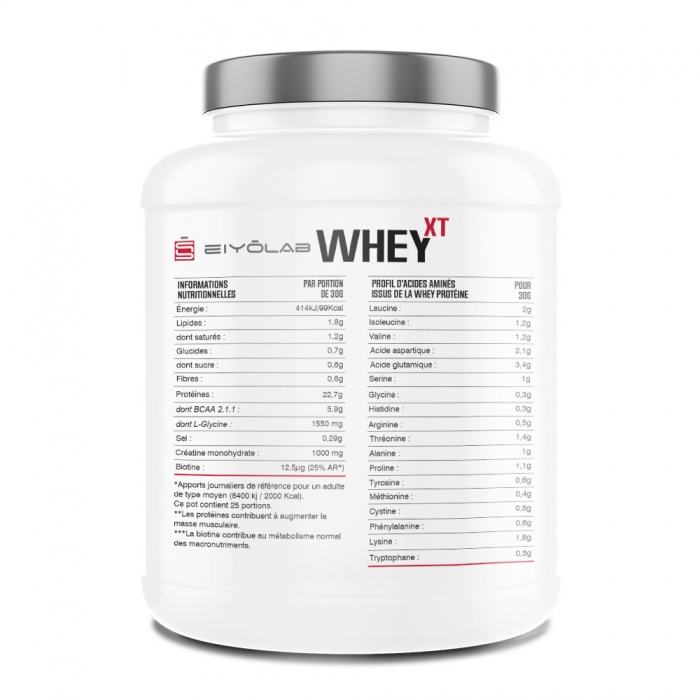 EIYŌLAB WHEY XT
INFORMATIONS NUTRITIONNELLES PAR PORTION DE 30G
Énergie : 414kJ/99Kcal
Lipides : 1,6g
dont saturés : 1,2g
Glucides : 0,7g
dont sucre : 0,6g
Fibres : 0,6g
Protéines : 22,7g
dont BCAA 2.1.1 : 5,9g
dont L-Glycine : 1550 mg
Sel : 0,29g
Créatine monohydrate : 1000 mg
Biotine : 12,5µg (25% AR*)
*Apports journaliers de référence pour un adulte
de type moyen (8400 kj / 2000 Kcal).
Ce pot contient 25 portions.
**Les protéines contribuent à augmenter la
masse musculaire.
***La biotine contribue au métabolisme normal
des macronutriments.
PROFIL D'ACIDES AMINÉS ISSUS DE LA WHEY PROTÉINE POUR 30G
Leucine : 2g
Isoleucine : 1,2g
Valine : 1,2g
Acide aspartique : 2,1g
Acide glutamique : 3,4g
Serine : 1g
Glycine : 0,3g
Histidine : 0,3g
Arginine : 0,5g
Thréonine : 1,4g
Alanine : 1g
Proline : 1,1g
Tyrosine : 0,6g
Méthionine : 0,4g
Cystine : 0,5g
Phénylalanine : 0,6g
Lysine : 1,8g
Tryptophane : 0,3g